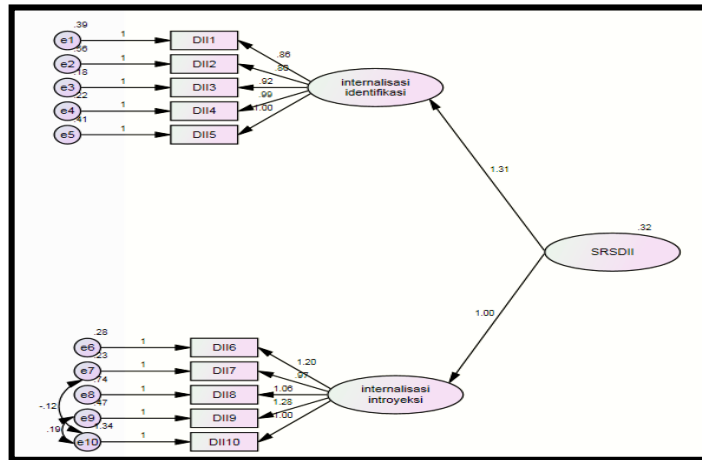 .39
e1 1 DII1
.56
e2 1 DII2
.18
e3 1 DII3
.22
e4 1 DII4
.41
e5 1 DII5
.86
.92
.99
1.00
internalisasi
identifikasi
1.31
.32
SRSDII
1.00
.28
e6 1 DII6
.23
e7 1 DII7
.74
e8 1 DII8
.47
e9 1 DII9
1.34
e10 1 DII10
-.12
.19
1.20
.97
1.06
1.28
1.00
internalisasi
introyeksi